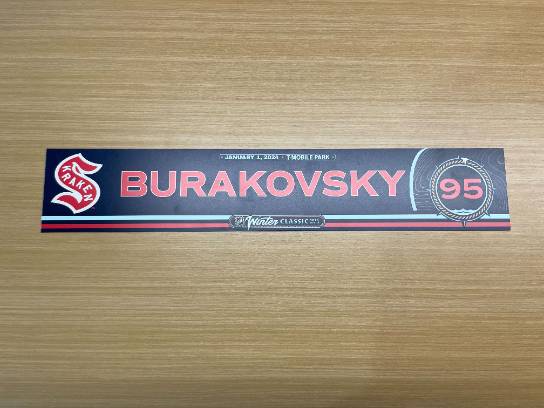 · JANUARY 1, 2024 · T-MOBILE PARK ·
KRAKEN
BURAKOVSKY
95
Winter CLASSIC